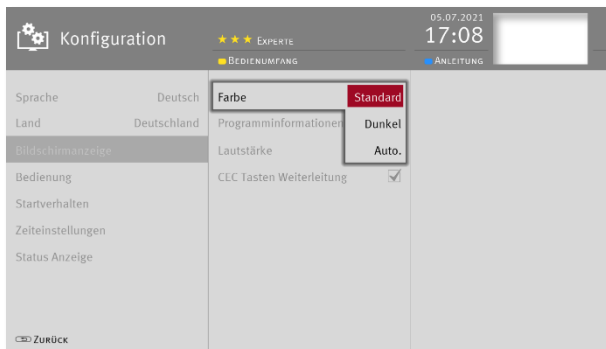 Konfiguration
★★★ EXPERTE
BEDIENUMFANG
05.07.2021
17:08
ANLEITUNG
Sprache Deutsch
Land Deutschland
Bildschirmanzeige
Bedienung
Startverhalten
Zeiteinstellungen
Status Anzeige
Farbe Standard
Programminformationen Dunkel
Lautstärke Auto.
CEC Tasten Weiterleitung
ZURÜCK